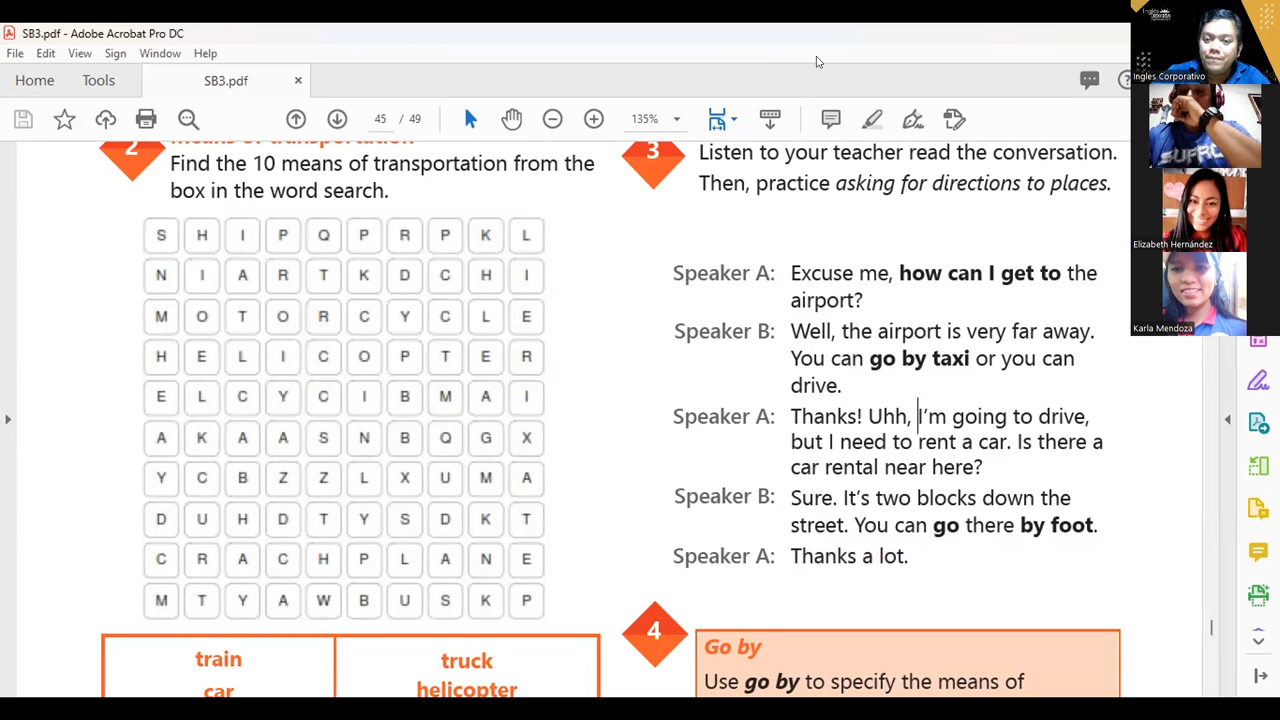 SB3.pdf - Adobe Acrobat Pro DC
File Edit View Sign Window Help
Home Tools SB3.pdf ×
45 / 49 135%
Ingles Corporativo
Elizabeth Hernández
Karla Mendoza
2
Find the 10 means of transportation from the
box in the word search.
S H I P Q P R P K L
N I A R T K D C H I
M O T O R C Y C L E
H E L I C O P T E R
E L C Y C I B M A I
A K A A S N B Q G X
Y C B Z Z L X U M A
D U H D T Y S D K T
C R A C H P L A N E
M T Y A W B U S K P
train truck
car helicopter
3
Listen to your teacher read the conversation.
Then, practice asking for directions to places.
Speaker A: Excuse me, how can I get to the
airport?
Speaker B: Well, the airport is very far away.
You can go by taxi or you can
drive.
Speaker A: Thanks! Uhh, I'm going to drive,
but I need to rent a car. Is there a
car rental near here?
Speaker B: Sure. It's two blocks down the
street. You can go there by foot.
Speaker A: Thanks a lot.
4
Go by
Use go by to specify the means of